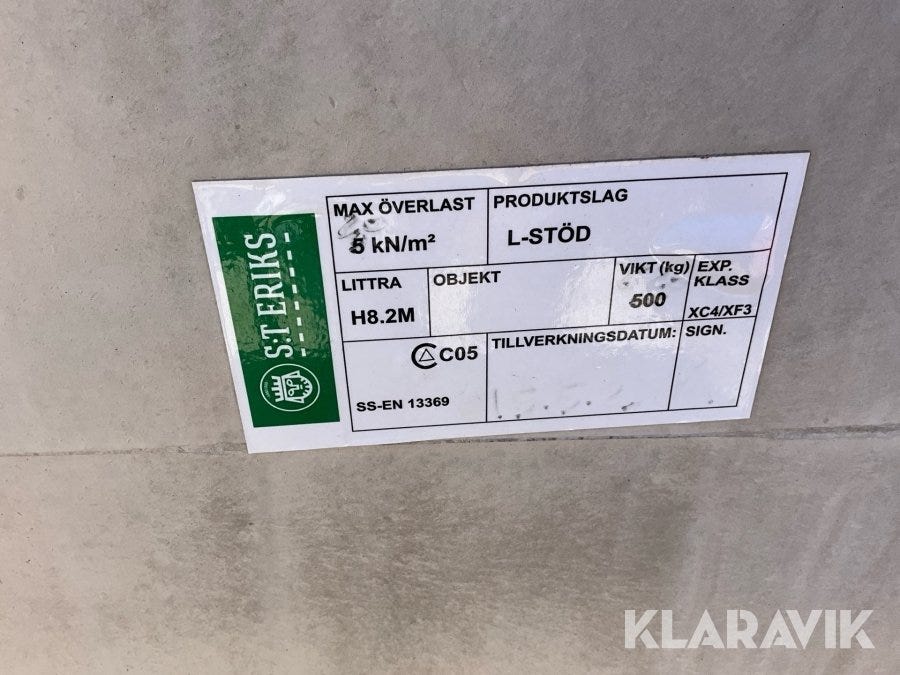 S:T ERIKS
MAX ÖVERLAST
5 kN/m²
PRODUKTSLAG
L-STÖD
LITTRA
H8.2M
OBJEKT
VIKT (kg)
500
EXP.
KLASS
XC4/XF3
C05
SS-EN 13369
TILLVERKNINGSDATUM:
SIGN.
KLARAVIK